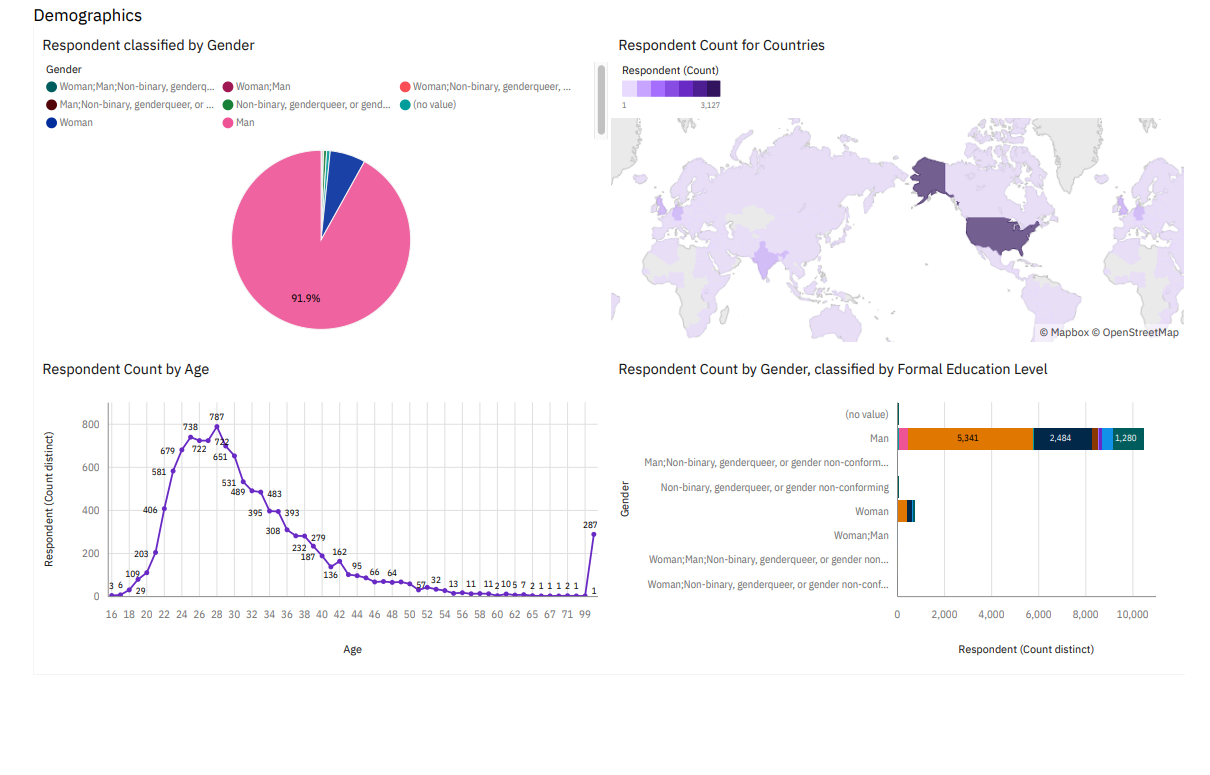 Demographics
Respondent classified by Gender
Gender
Woman;Man;Non-binary, genderq...
Woman;Man
Woman;Non-binary, genderqueer, ...
Man;Non-binary, genderqueer, or ...
Non-binary, genderqueer, or gend...
(no value)
Woman
Man
91.9%
Respondent Count for Countries
Respondent (Count)
1 3,127
© Mapbox © OpenStreetMap
Respondent Count by Age
Respondent (Count distinct)
800
600
400
200
0
3 6 29 109 203 406 581 679 738 722 787 722 651 531 489 483 395 393 308 232 279 187 136 162 95 66 64 57 32 13 11 11 2 10 5 7 2 1 1 1 2 1 287 1
16 18 20 22 24 26 28 30 32 34 36 38 40 42 44 46 48 50 52 54 56 58 60 62 65 67 71 99
Age
Respondent Count by Gender, classified by Formal Education Level
Gender
(no value)
Man
5,341 2,484 1,280
Man;Non-binary, genderqueer, or gender non-conform...
Non-binary, genderqueer, or gender non-conforming
Woman
Woman;Man
Woman;Man;Non-binary, genderqueer, or gender non...
Woman;Non-binary, genderqueer, or gender non-conf...
0 2,000 4,000 6,000 8,000 10,000
Respondent (Count distinct)